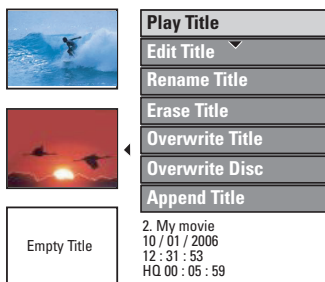 Play Title
Edit Title
Rename Title
Erase Title
Overwrite Title
Overwrite Disc
Append Title
Empty Title
2. My movie
10 / 01 / 2006
12 : 31 : 53
HQ 00 : 05 : 59